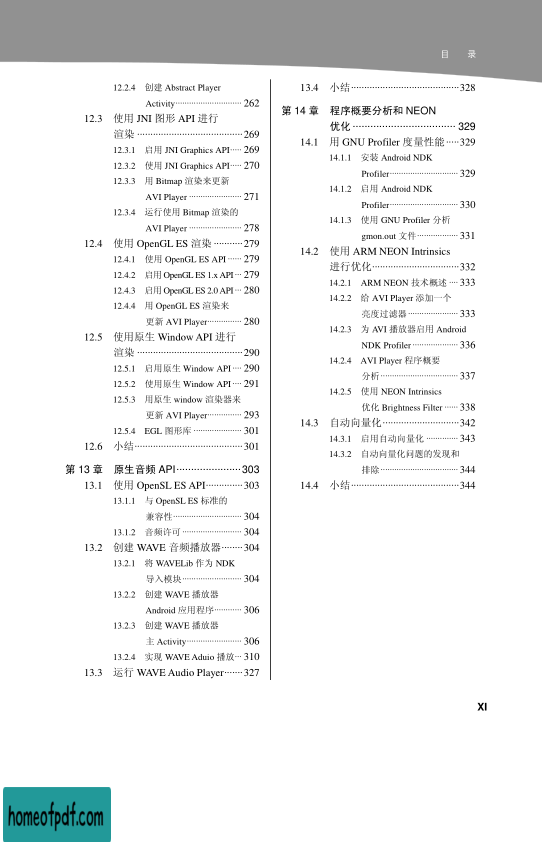 目 录
12.2.4 创建 Abstract Player
Activity····························262
12.3 使用 JNI 图形 API 进行
渲染·····································269
12.3.1 启用 JNI Graphics API·····269
12.3.2 使用 JNI Graphics API·····270
12.3.3 用 Bitmap 渲染来更新
AVI Player·······················271
12.3.4 运行使用 Bitmap 渲染的
AVI Player·······················278
12.4 使用 OpenGL ES 渲染···········279
12.4.1 使用 OpenGL ES API······279
12.4.2 启用 OpenGL ES 1.x API···279
12.4.3 启用 OpenGL ES 2.0 API···280
12.4.4 用 OpenGL ES 渲染来
更新 AVI Player···············280
12.5 使用原生 Window API 进行
渲染·····································290
12.5.1 启用原生 Window API····290
12.5.2 使用原生 Window API····291
12.5.3 用原生 window 渲染器来
更新 AVI Player···············293
12.5.4 EGL 图形库·····················301
12.6 小结······································301
第 13 章 原生音频 API······················303
13.1 使用 OpenSL ES API·············303
13.1.1 与 OpenSL ES 标准的
兼容性·····························304
13.1.2 音频许可·························304
13.2 创建 WAVE 音频播放器········304
13.2.1 将 WAVELib 作为 NDK
导入模块·························304
13.2.2 创建 WAVE 播放器
Android 应用程序············306
13.2.3 创建 WAVE 播放器
主 Activity·······················306
13.2.4 实现 WAVE Aduio 播放···310
13.3 运行 WAVE Audio Player·······327
13.4 小结······································328
第 14 章 程序概要分析和 NEON
优化···································329
14.1 用 GNU Profiler 度量性能·····329
14.1.1 安装 Android NDK
Profiler·····························329
14.1.2 启用 Android NDK
Profiler·····························330
14.1.3 使用 GNU Profiler 分析
gmon.out 文件·················331
14.2 使用 ARM NEON Intrinsics
进行优化·······························332
14.2.1 ARM NEON 技术概述····333
14.2.2 给 AVI Player 添加一个
亮度过滤器·····················333
14.2.3 为 AVI 播放器启用 Android
NDK Profiler····················336
14.2.4 AVI Player 程序概要
分析·································337
14.2.5 使用 NEON Intrinsics
优化 Brightness Filter······338
14.3 自动向量化···························342
14.3.1 启用自动向量化·············343
14.3.2 自动向量化问题的发现和
排除·································344
14.4 小结······································344
XI
homeofpdf.com